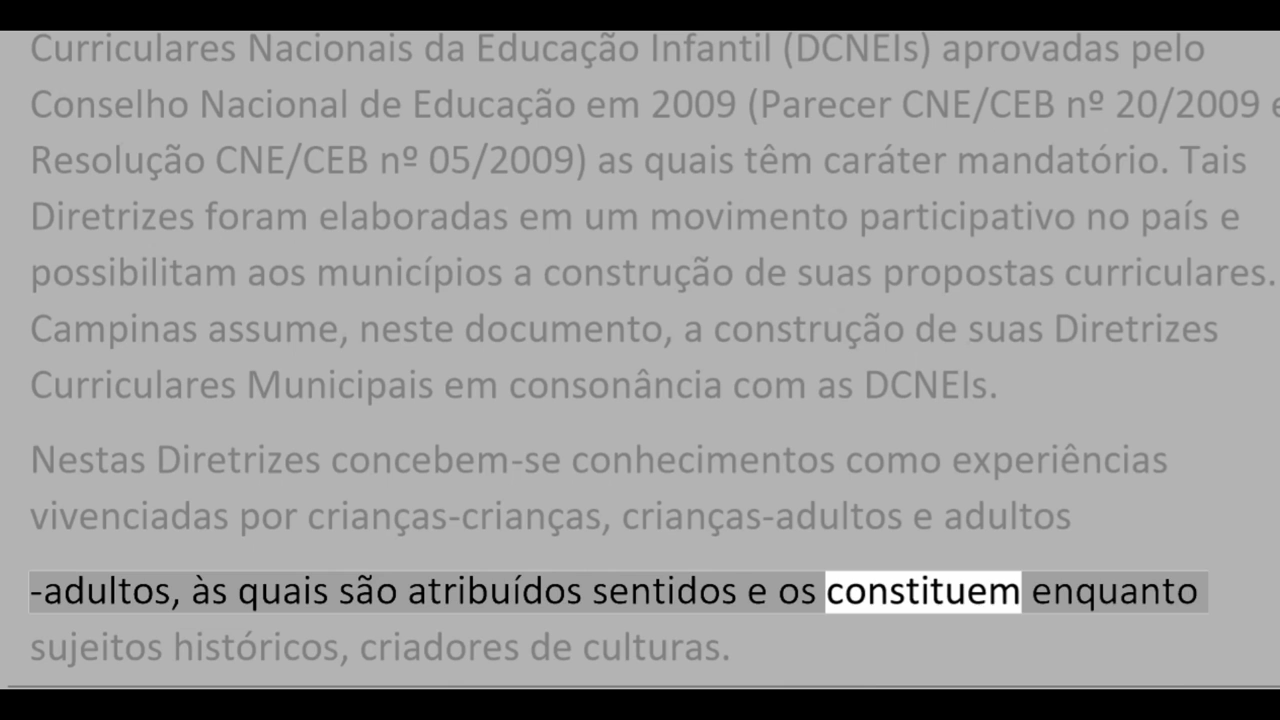 Curriculares Nacionais da Educação Infantil (DCNEIs) aprovadas pelo
Conselho Nacional de Educação em 2009 (Parecer CNE/CEB nº 20/2009 e
Resolução CNE/CEB nº 05/2009) as quais têm caráter mandatório. Tais
Diretrizes foram elaboradas em um movimento participativo no país e
possibilitam aos municípios a construção de suas propostas curriculares.
Campinas assume, neste documento, a construção de suas Diretrizes
Curriculares Municipais em consonância com as DCNEIs.
Nestas Diretrizes concebem-se conhecimentos como experiências
vivenciadas por crianças-crianças, crianças-adultos e adultos
-adultos, às quais são atribuídos sentidos e os constituem enquanto
sujeitos históricos, criadores de culturas.